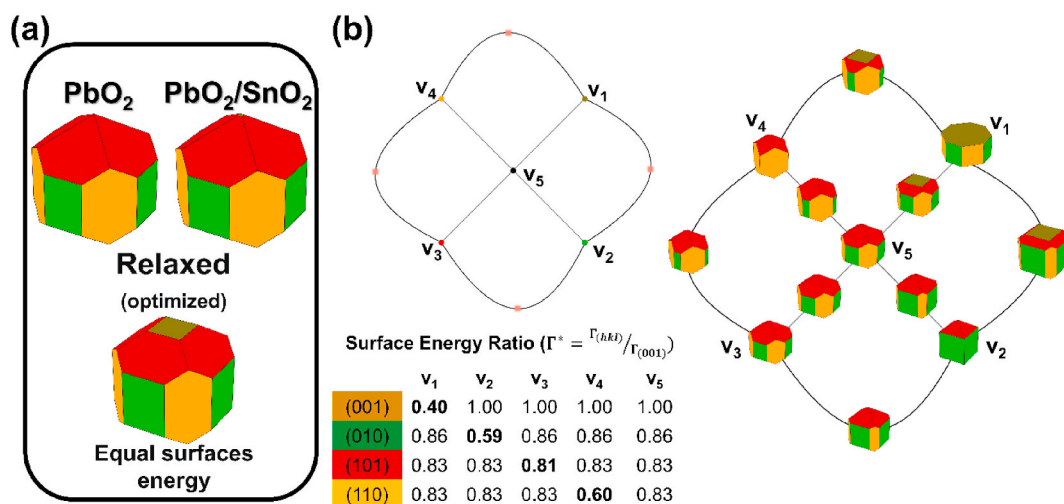 (a)
PbO₂ PbO₂/SnO₂
Relaxed
(optimized)
Equal surfaces
energy
(b)
v₄ v₁
v₅
v₃ v₂
v₄ v₁
v₅
v₃ v₂
Surface Energy Ratio (Γ* = Γ(hkl)/Γ(001))
v₁ v₂ v₃ v₄ v₅
(001) 0.40 1.00 1.00 1.00 1.00
(010) 0.86 0.59 0.86 0.86 0.86
(101) 0.83 0.83 0.81 0.83 0.83
(110) 0.83 0.83 0.83 0.60 0.83